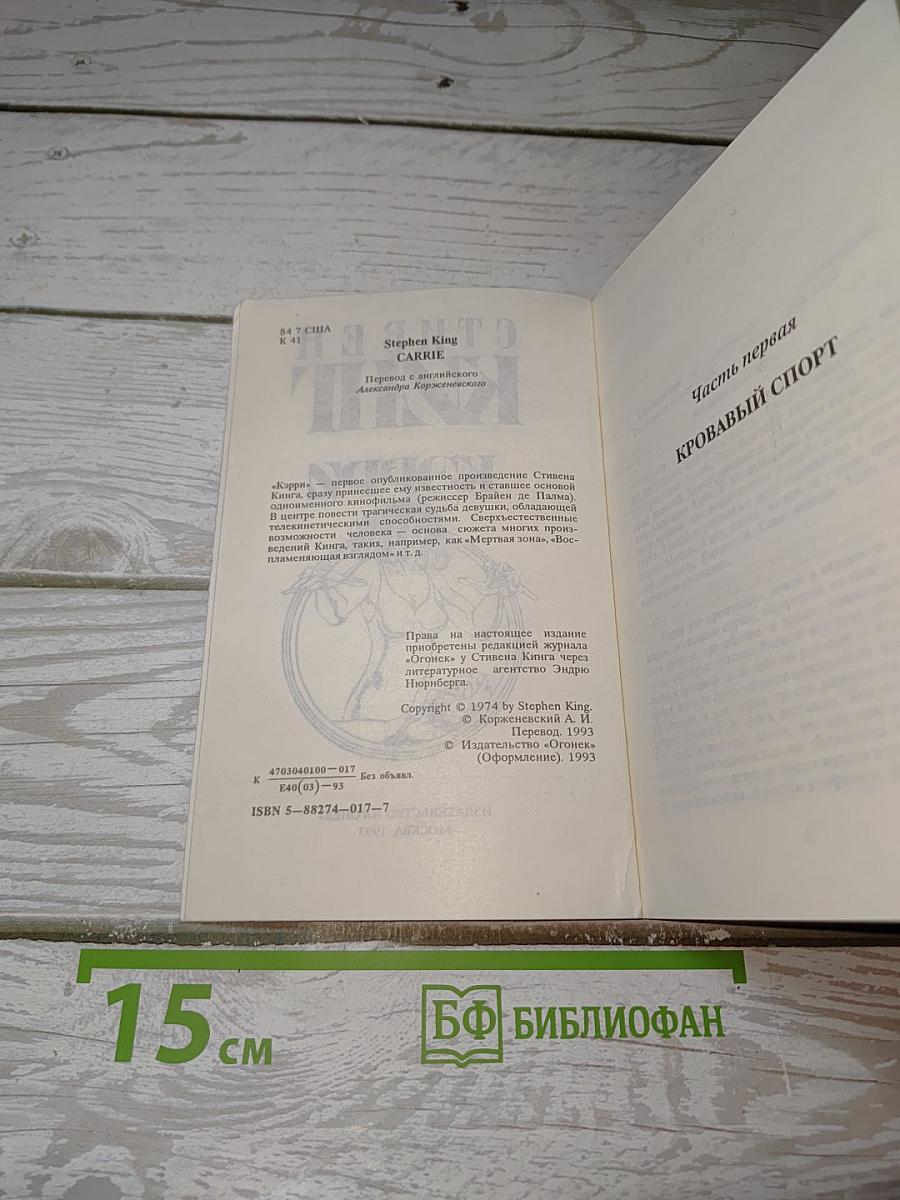 84 7 США
К 41
Stephen King
CARRIE
Перевод с английского
Александра Корженевского
«Кэрри» — первое опубликованное произведение Стивена
Кинга, сразу принесшее ему известность и ставшее основой
одноименного кинофильма (режиссер Брайен де Палма).
В центре повести трагическая судьба девушки, обладающей
телекинетическими способностями. Сверхъестественные
возможности человека — основа сюжета многих произ-
ведений Кинга, таких, например, как «Мертвая зона», «Вос-
пламеняющая взглядом» и т. д.
Права на настоящее издание
приобретены редакцией журнала
«Огонек» у Стивена Кинга через
литературное агентство Эндрю
Нюрнберга.
Copyright © 1974 by Stephen King.
© Корженевский А. И.
Перевод. 1993
© Издательство «Огонек»
(Оформление). 1993
К 4703040100—017
Е40(03)—93 Без объявл.
ISBN 5—88274—017—7
Часть первая
КРОВАВЫЙ СПОРТ
15 см
БФ БИБЛИОФАН